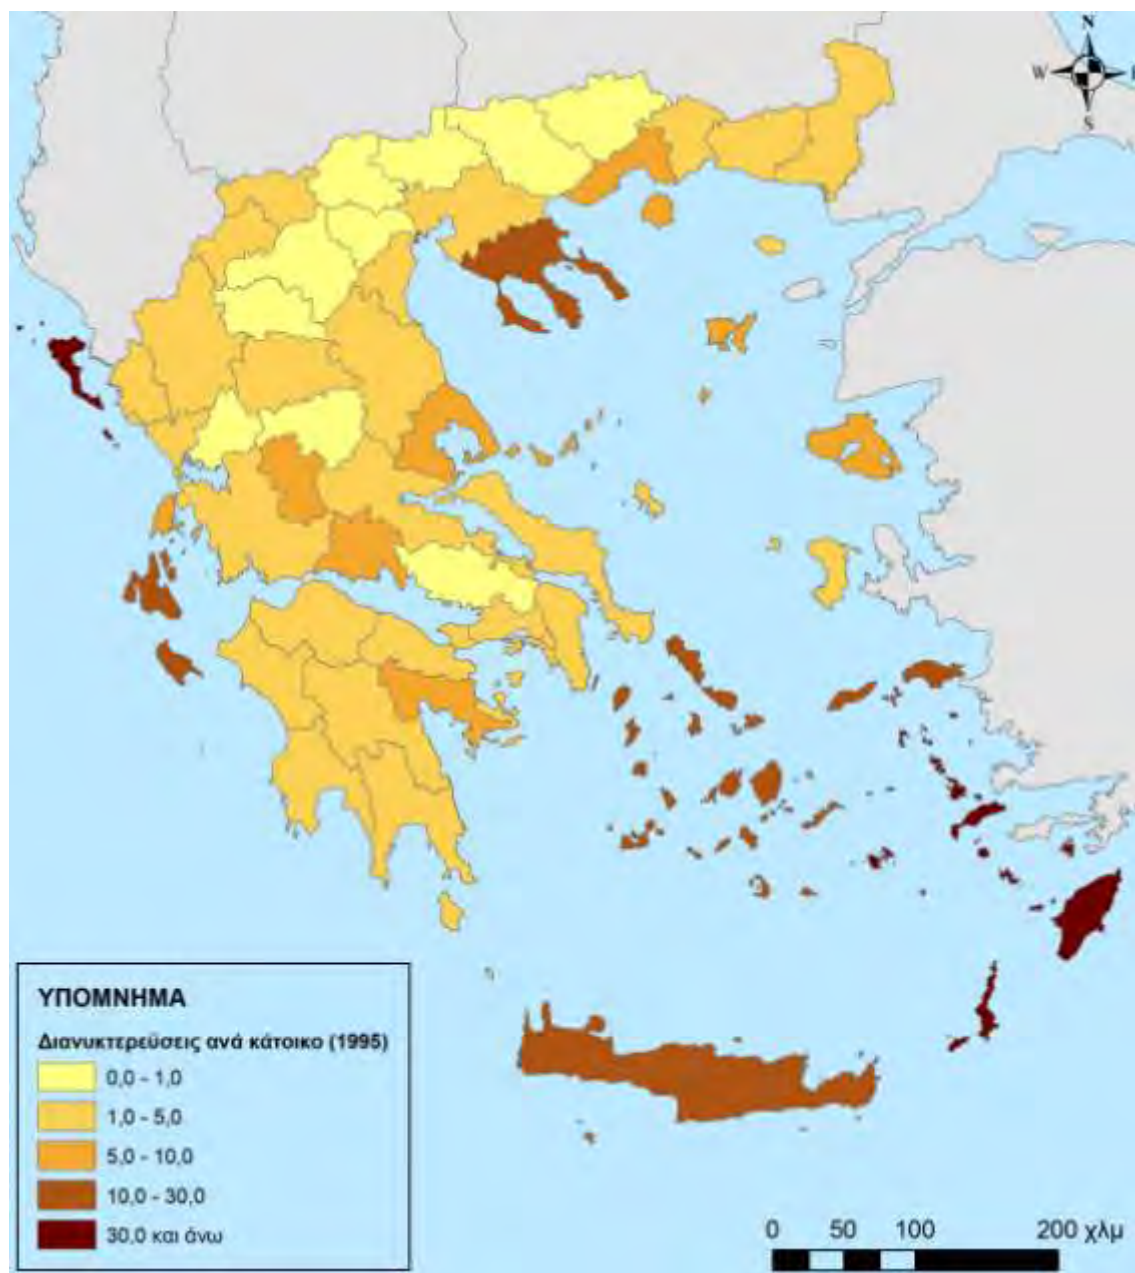 N
W
S
ΥΠΟΜΝΗΜΑ
Διανυκτερεύσεις ανά κάτοικο (1995)
0,0 - 1,0
1,0 - 5,0
5,0 - 10,0
10,0 - 30,0
30,0 και άνω
0 50 100 200 χλμ